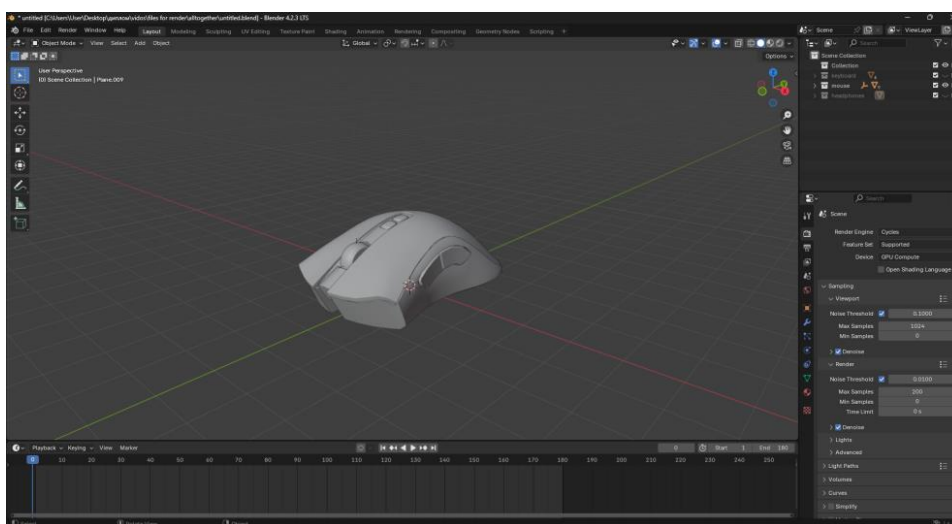 * untitled [C:\Users\User\Desktop\диплом\vidos\files for render\alltogether\untitled.blend] - Blender 4.2.3 LTS
File Edit Render Window Help Layout Modeling Sculpting UV Editing Texture Paint Shading Animation Rendering Compositing Geometry Nodes Scripting + Scene ViewLayer
Object Mode View Select Add Object Global Search
Options
User Perspective
(0) Scene Collection | Plane.009
Scene Collection
Collection
keyboard
mouse
headphones
Search
Scene
Render Engine Cycles
Feature Set Supported
Device GPU Compute
Open Shading Language
Sampling
Viewport
Noise Threshold 0.1000
Max Samples 1024
Min Samples 0
Denoise
Render
Noise Threshold 0.0100
Max Samples 200
Min Samples 0
Time Limit 0 s
Denoise
Lights
Advanced
Light Paths
Volumes
Curves
Simplify
Playback Keying View Marker 0 Start 1 End 180
0 10 20 30 40 50 60 70 80 90 100 110 120 130 140 150 160 170 180 190 200 210 220 230 240 250